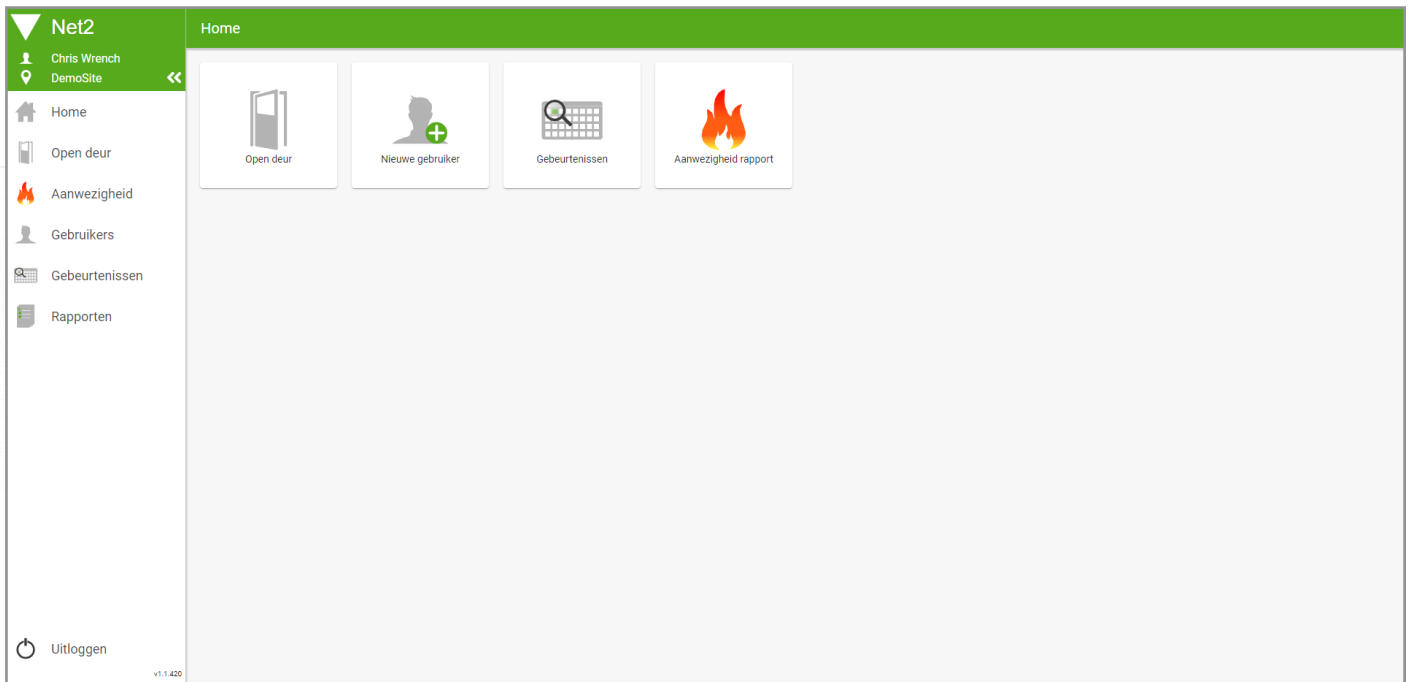 Net2
Chris Wrench
DemoSite
Home
Open deur
Aanwezigheid
Gebruikers
Gebeurtenissen
Rapporten
Uitloggen
v1.1.420
Home
Open deur
Nieuwe gebruiker
Gebeurtenissen
Aanwezigheid rapport